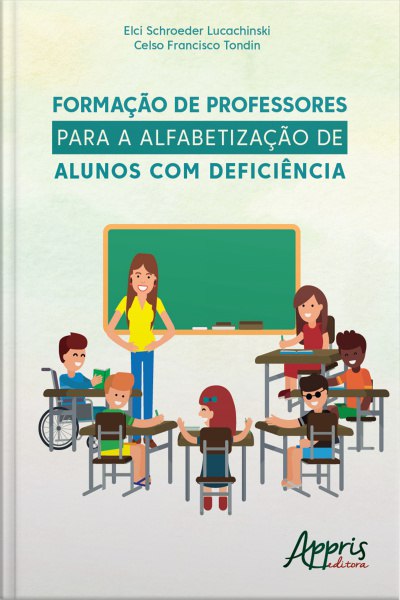 Elci Schroeder Lucachinski
Celso Francisco Tondin
FORMAÇÃO DE PROFESSORES
PARA A ALFABETIZAÇÃO DE
ALUNOS COM DEFICIÊNCIA
Appris
editora